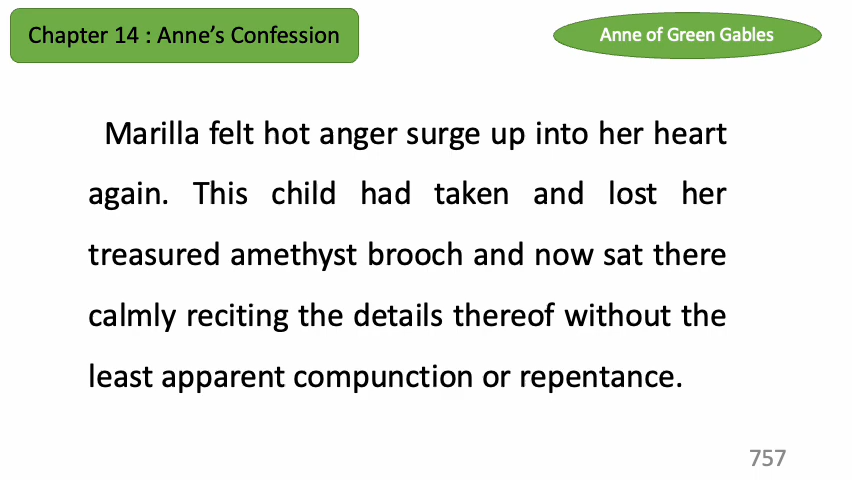 Chapter 14 : Anne’s Confession
Anne of Green Gables
Marilla felt hot anger surge up into her heart
again. This child had taken and lost her
treasured amethyst brooch and now sat there
calmly reciting the details thereof without the
least apparent compunction or repentance.
757